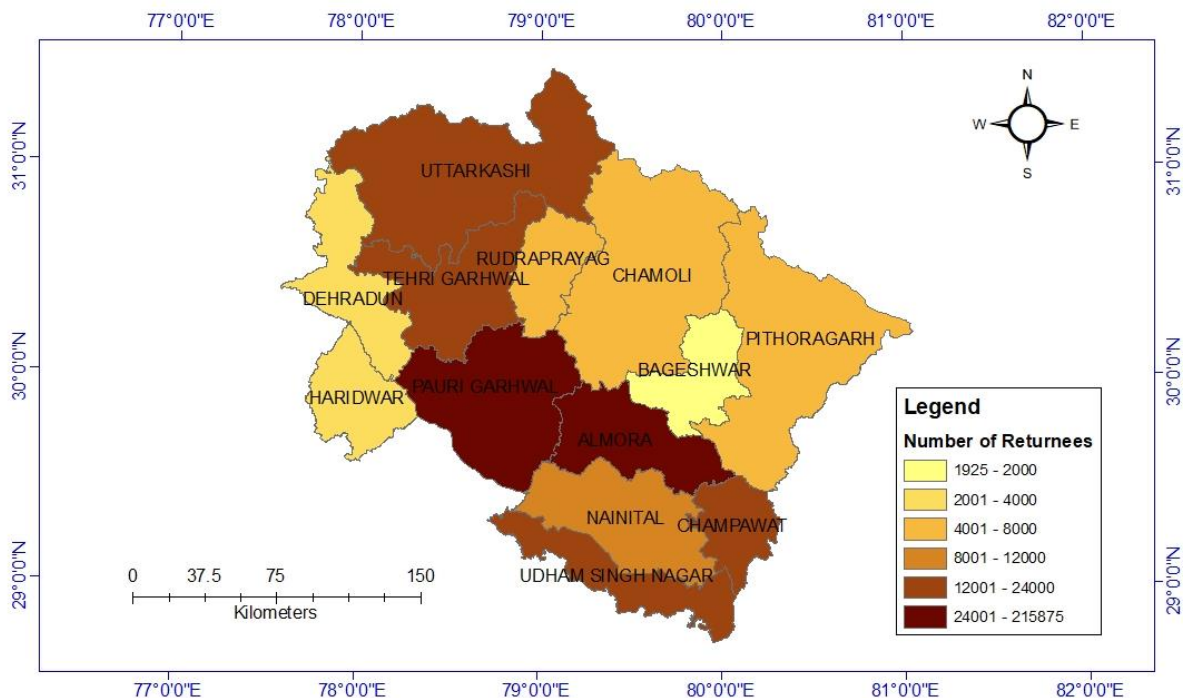 77°0'0"E 78°0'0"E 79°0'0"E 80°0'0"E 81°0'0"E 82°0'0"E
N
W E
S
31°0'0"N 31°0'0"N
UTTARKASHI
RUDRAPRAYAG
CHAMOLI
TEHRI GARHWAL
DEHRADUN
PITHORAGARH
30°0'0"N 30°0'0"N
BAGESHWAR
PAURI GARHWAL
HARIDWAR
ALMORA
NAINITAL
CHAMPAWAT
29°0'0"N 29°0'0"N
UDHAM SINGH NAGAR
0 37.5 75 150
Kilometers
Legend
Number of Returnees
1925 - 2000
2001 - 4000
4001 - 8000
8001 - 12000
12001 - 24000
24001 - 215875
77°0'0"E 78°0'0"E 79°0'0"E 80°0'0"E 81°0'0"E 82°0'0"E